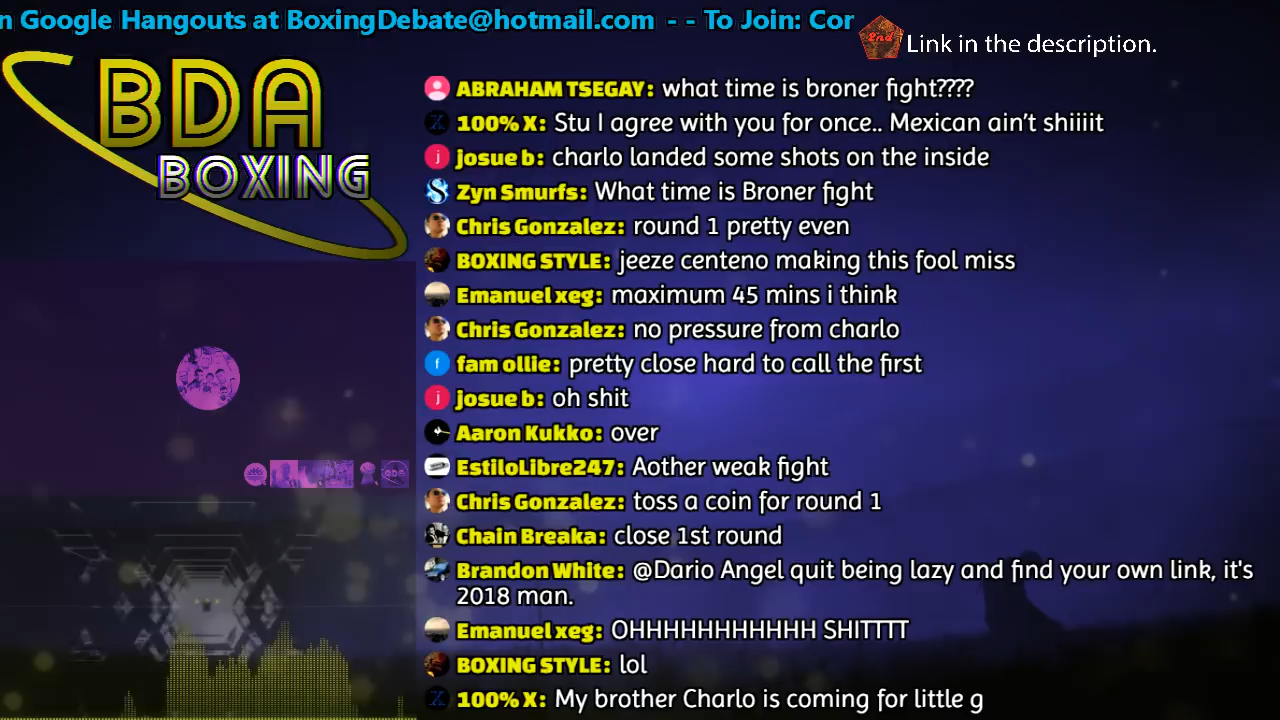 n Google Hangouts at BoxingDebate@hotmail.com - - To Join: Cor
2nd
Link in the description.
BDA
BOXING
ABRAHAM TSEGAY: what time is broner fight????
100% X: Stu I agree with you for once.. Mexican ain't shiiiit
josue b: charlo landed some shots on the inside
Zyn Smurfs: What time is Broner fight
Chris Gonzalez: round 1 pretty even
BOXING STYLE: jeeze centeno making this fool miss
Emanuel xeg: maximum 45 mins i think
Chris Gonzalez: no pressure from charlo
f fam ollie: pretty close hard to call the first
j josue b: oh shit
Aaron Kukko: over
EstiloLibre247: Aother weak fight
Chris Gonzalez: toss a coin for round 1
Chain Breaka: close 1st round
Brandon White: @Dario Angel quit being lazy and find your own link, it's
2018 man.
Emanuel xeg: OHHHHHHHHHHH SHITTTT
BOXING STYLE: lol
100% X: My brother Charlo is coming for little g